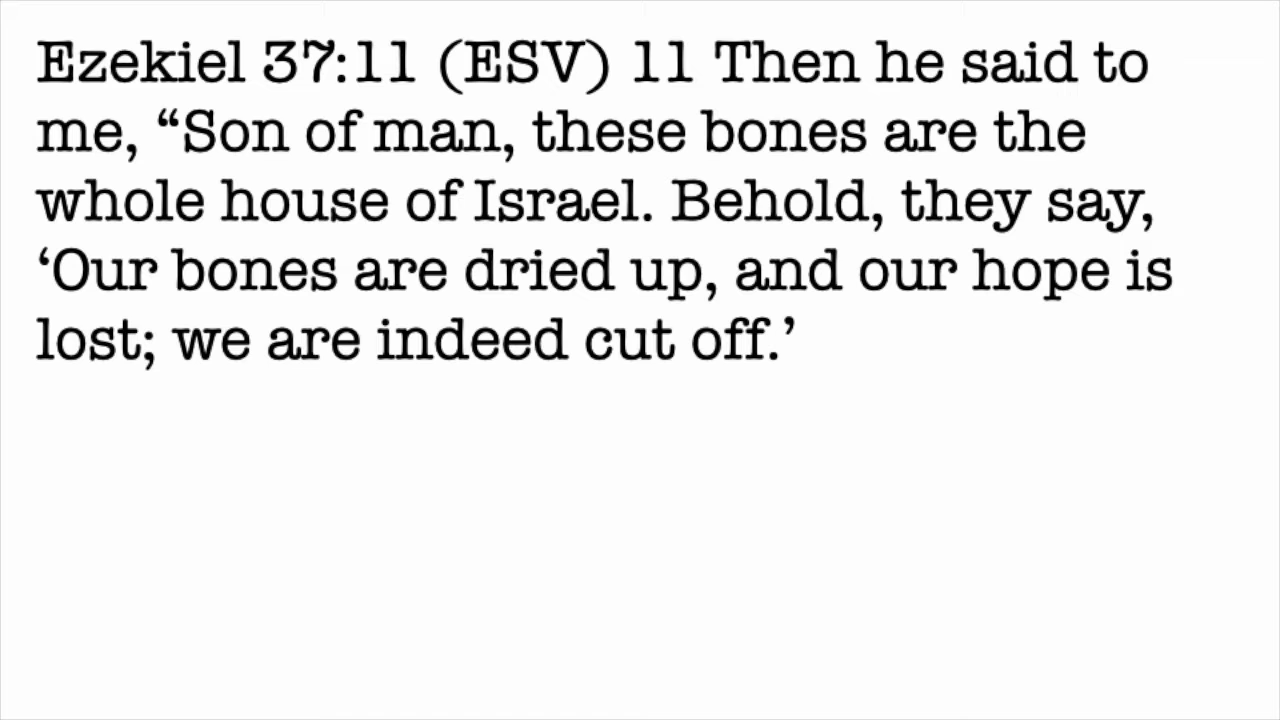 Ezekiel 37:11 (ESV) 11 Then he said to
me, “Son of man, these bones are the
whole house of Israel. Behold, they say,
‘Our bones are dried up, and our hope is
lost; we are indeed cut off.’